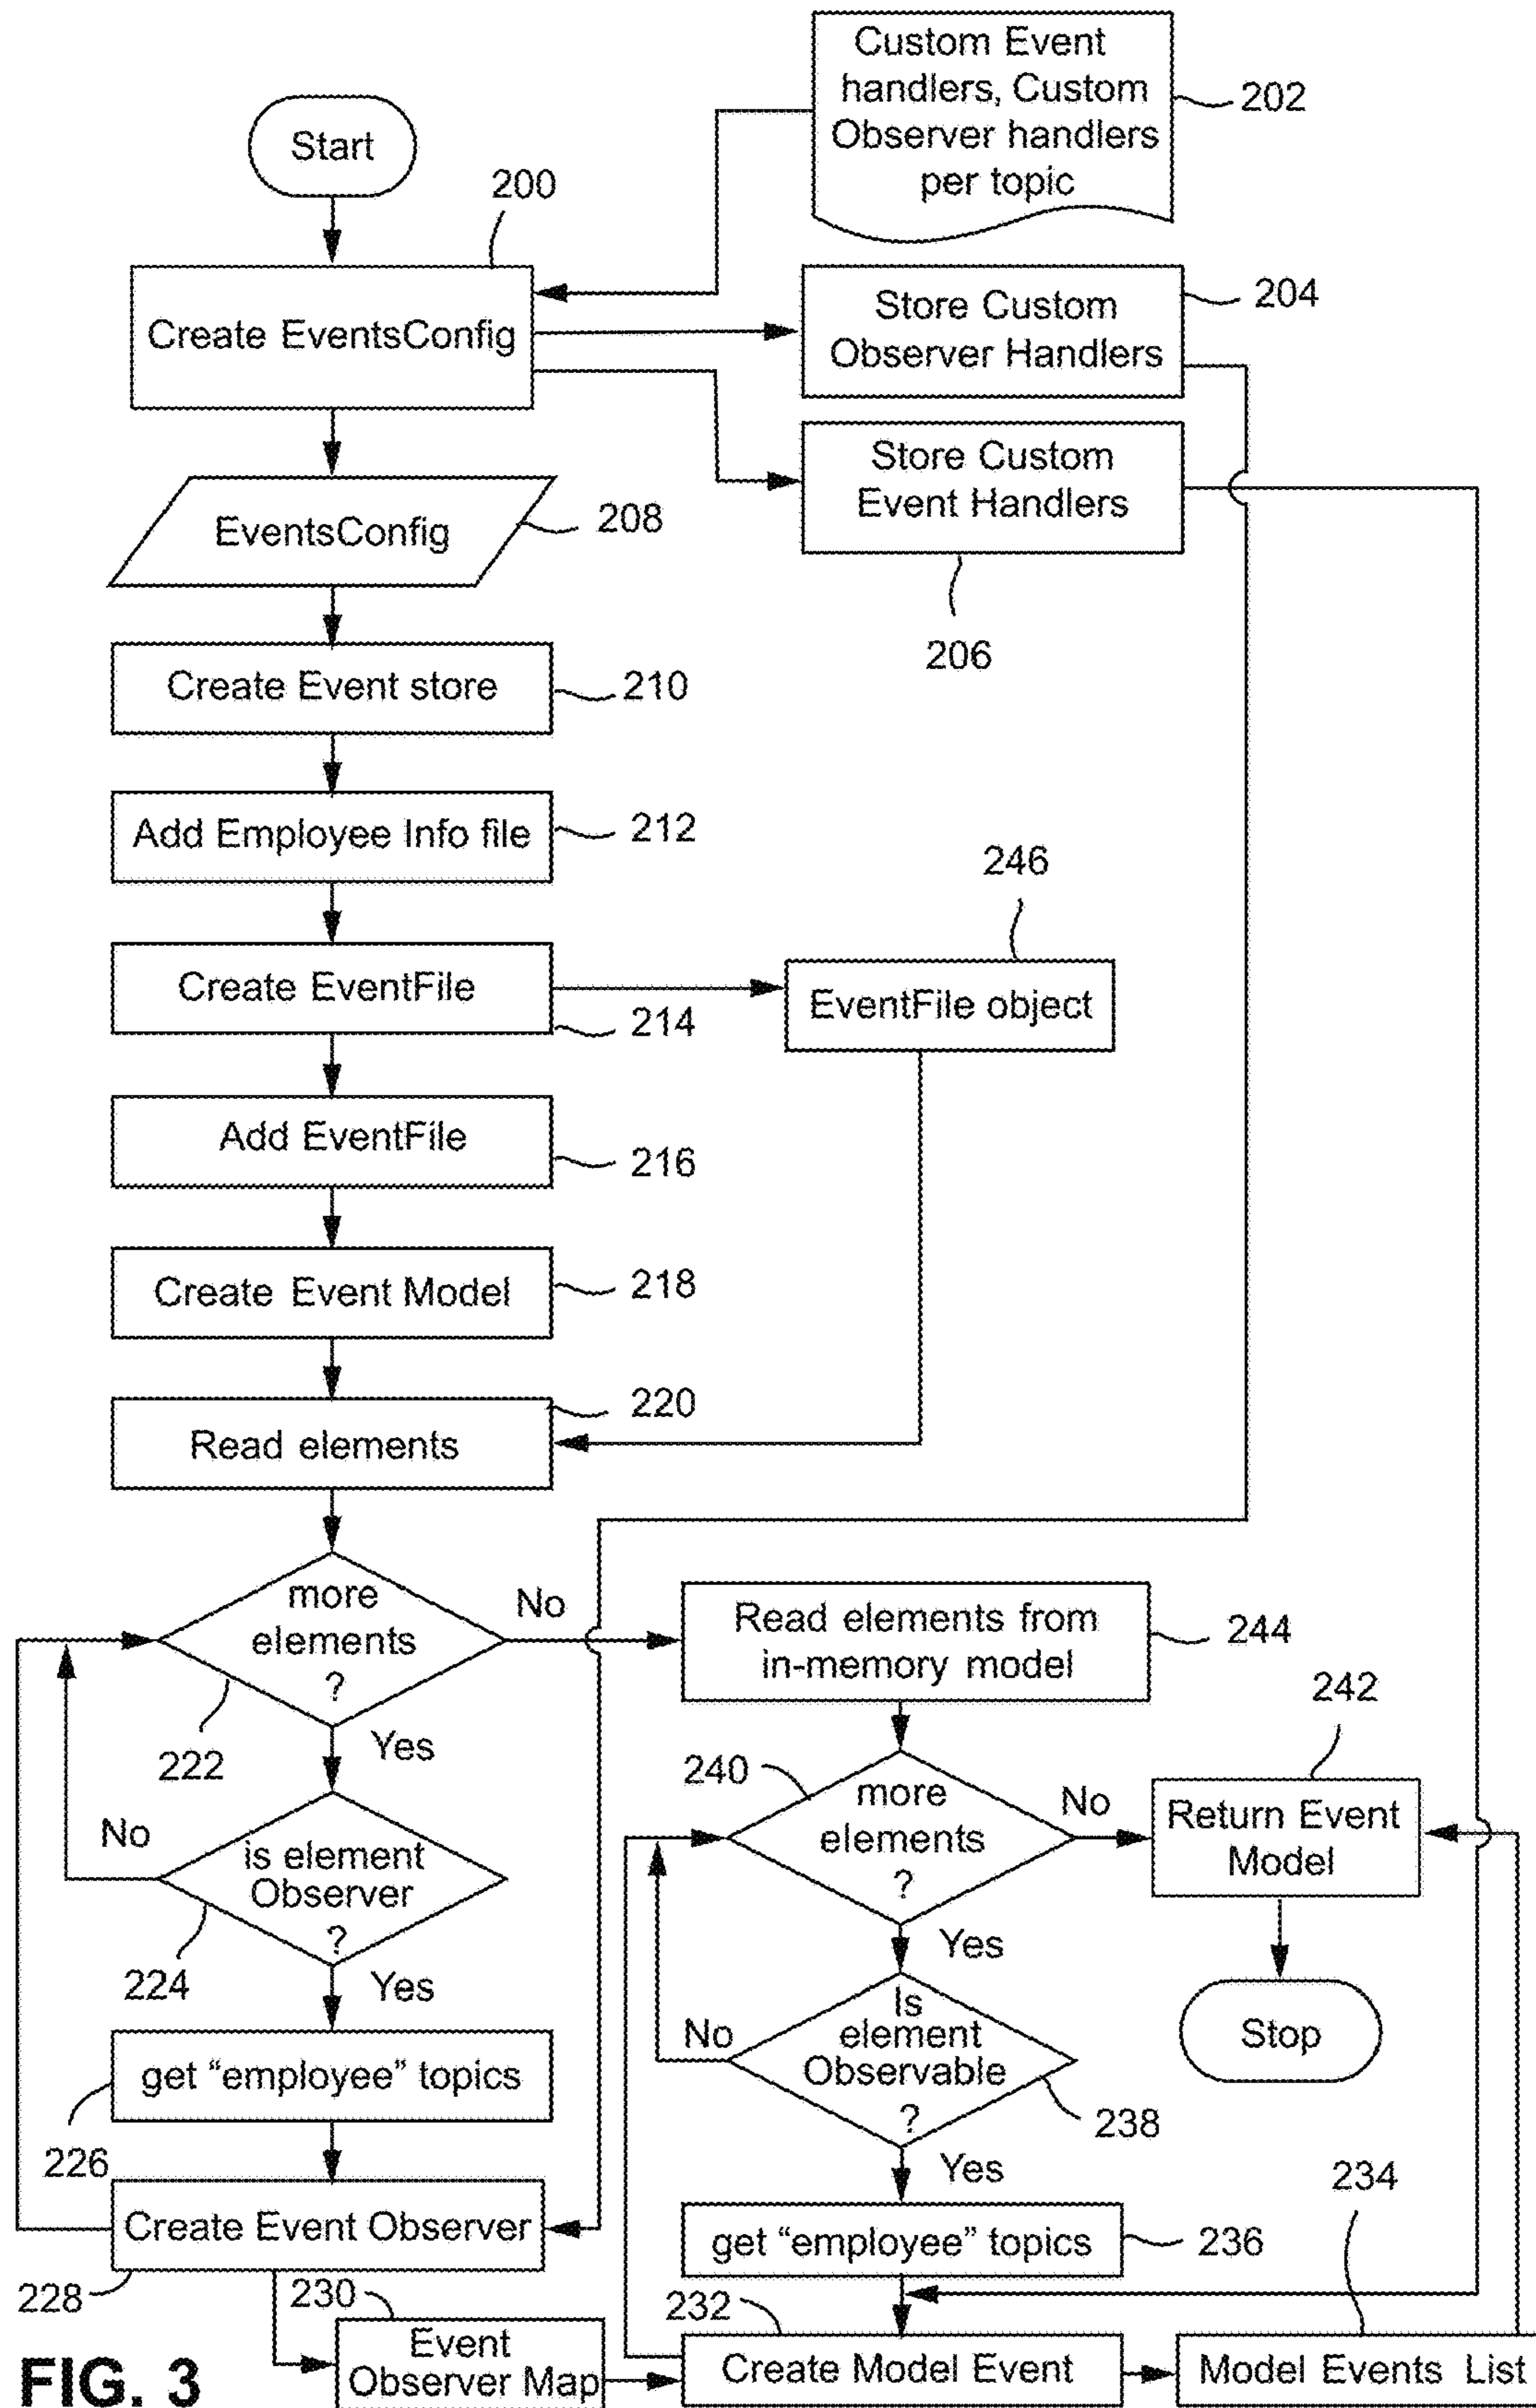 Custom Event
handlers, Custom
Observer handlers
per topic
202
Start
200
Create EventsConfig
Store Custom
Observer Handlers
204
Store Custom
Event Handlers
206
EventsConfig
208
Create Event store
210
Add Employee Info file
212
246
Create EventFile
214
EventFile object
Add EventFile
216
Create Event Model
218
220
Read elements
more
elements
?
No
222
Yes
Read elements from
in-memory model
244
242
240
more
elements
?
No
Return Event
Model
No
is element
Observer
?
224
Yes
Yes
Stop
No
Is
element
Observable
?
238
get “employee” topics
226
Yes
234
Create Event Observer
228
get “employee” topics
236
230
232
Event
Observer Map
Create Model Event
Model Events List
FIG. 3